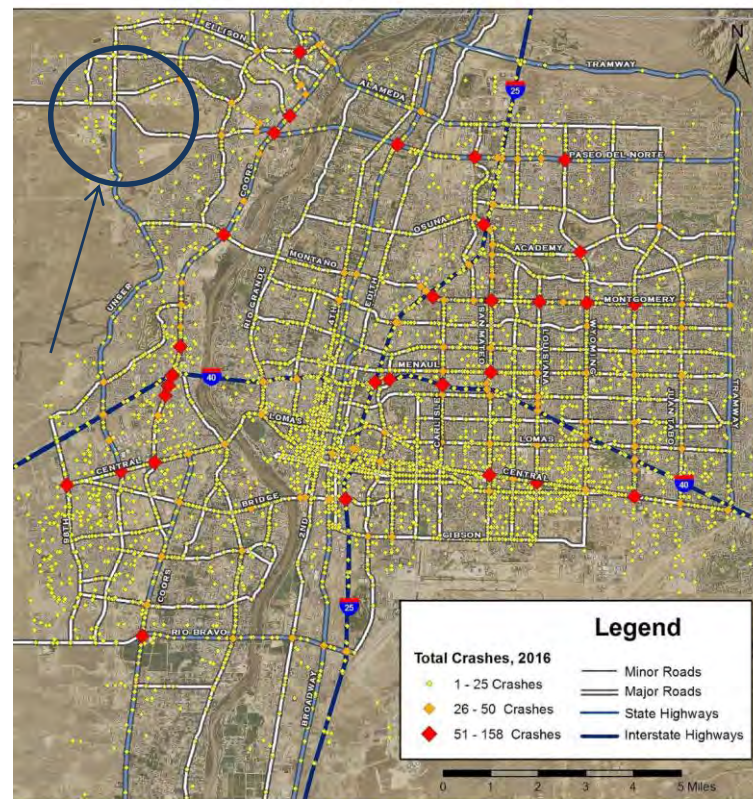 N
ELLISON
TRAMWAY
25
ALAMEDA
PASEO DEL NORTE
COORS
OSUNA
ACADEMY
MONTANO
UNSER
RIO GRANDE
4TH
EDITH
MONTGOMERY
SAN MATEO
LOUISIANA
WYOMING
TRAMWAY
MENAUL
40
CARLISLE
JUAN TABO
LOMAS
LOMAS
CENTRAL
CENTRAL
40
BRIDGE
98TH
2ND
GIBSON
COORS
25
RIO BRAVO
BROADWAY
Legend
Total Crashes, 2016
1 - 25 Crashes
26 - 50 Crashes
51 - 158 Crashes
Minor Roads
Major Roads
State Highways
Interstate Highways
0 1 2 3 4 5 Miles